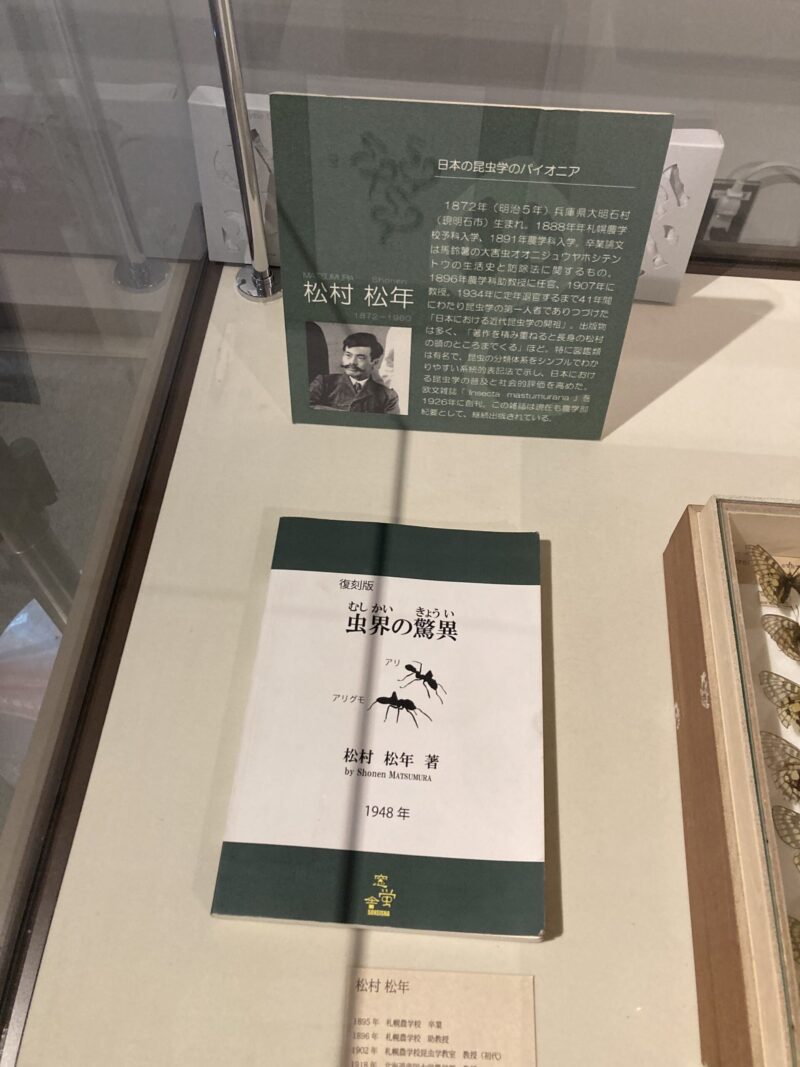 日本の昆虫学のパイオニア
1872年（明治５年）兵庫県大明石村
（現明石市）生まれ。1888年年札幌農学
校予科入学、1891年農学科入学。卒業論文
は馬鈴薯の大害虫オオニジュウヤホシテン
トウの生活史と防除法に関するもの。
1896年農学科助教授に任官、1907年に
教授。1934年に定年退官するまで41年間
にわたり昆虫学の第一人者でありつづけた
「日本における近代昆虫学の開祖」。出版物
は多く、「著作を積み重ねると長身の松村
の頭のところまでくる」ほど。特に図鑑類
は有名で、昆虫の分類体系をシンプルでわか
りやすい系統的表記法で示し、日本におけ
る昆虫学の普及と社会的評価を高めた。
欧文雑誌「Insecta mastumurana」を
1926年に創刊。この雑誌は現在も農学部
紀要として、継続出版されている。
MATSUMURA Shonen
松村 松年
1872－1960
復刻版
むしかい きょうい
虫界の驚異
アリ
アリグモ
松村 松年 著
by Shonen MATSUMURA
1948 年
窓蛍舎
SOKEISHA
松村 松年
1895年 札幌農学校 卒業
1896年 札幌農学校 助教授
1902年 札幌農学校昆虫学教室 教授（初代）